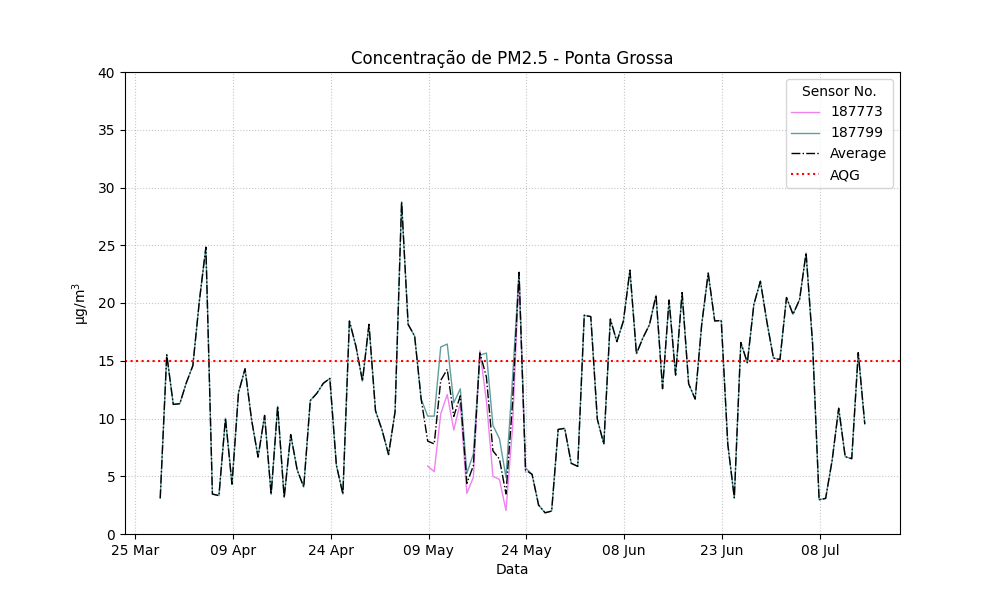 Concentração de PM2.5 - Ponta Grossa
40
35
30
25
20
15
10
5
0
µg/m³
Sensor No.
187773
187799
Average
AQG
25 Mar 09 Apr 24 Apr 09 May 24 May 08 Jun 23 Jun 08 Jul
Data